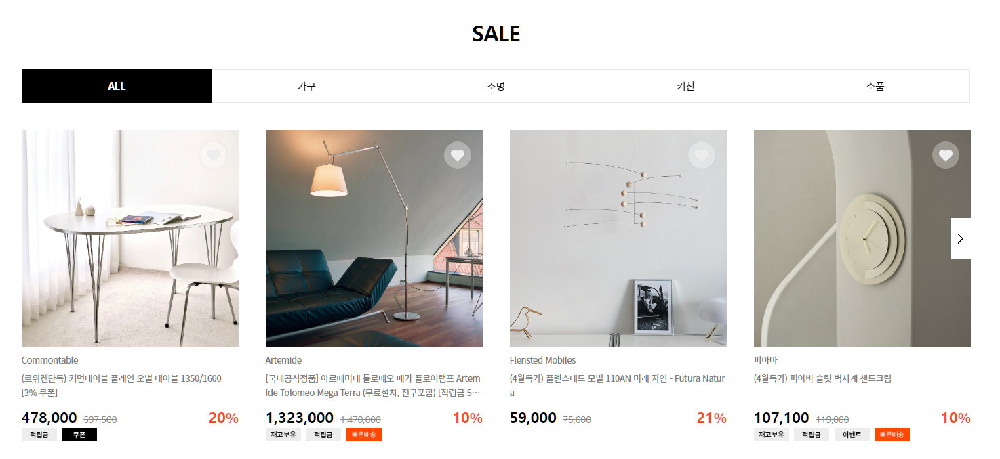 SALE
ALL
가구
조명
키친
소품
Commontable
(르위켄단독) 커먼테이블 플레인 오벌 테이블 1350/1600
[3% 쿠폰]
478,000 597,500 20%
적립금 쿠폰
Artemide
[국내공식정품] 아르떼미데 톨로메오 메가 플로어램프 Artem
ide Tolomeo Mega Terra (무료설치, 전구포함) [적립금 5…
1,323,000 1,470,000 10%
재고보유 적립금 빠른배송
Flensted Mobiles
(4월특가) 플렌스테드 모빌 110AN 미래 자연 - Futura Natur
a
59,000 75,000 21%
피아바
(4월특가) 피아바 슬릿 벽시계 샌드크림
107,100 119,000 10%
재고보유 적립금 이벤트 빠른배송